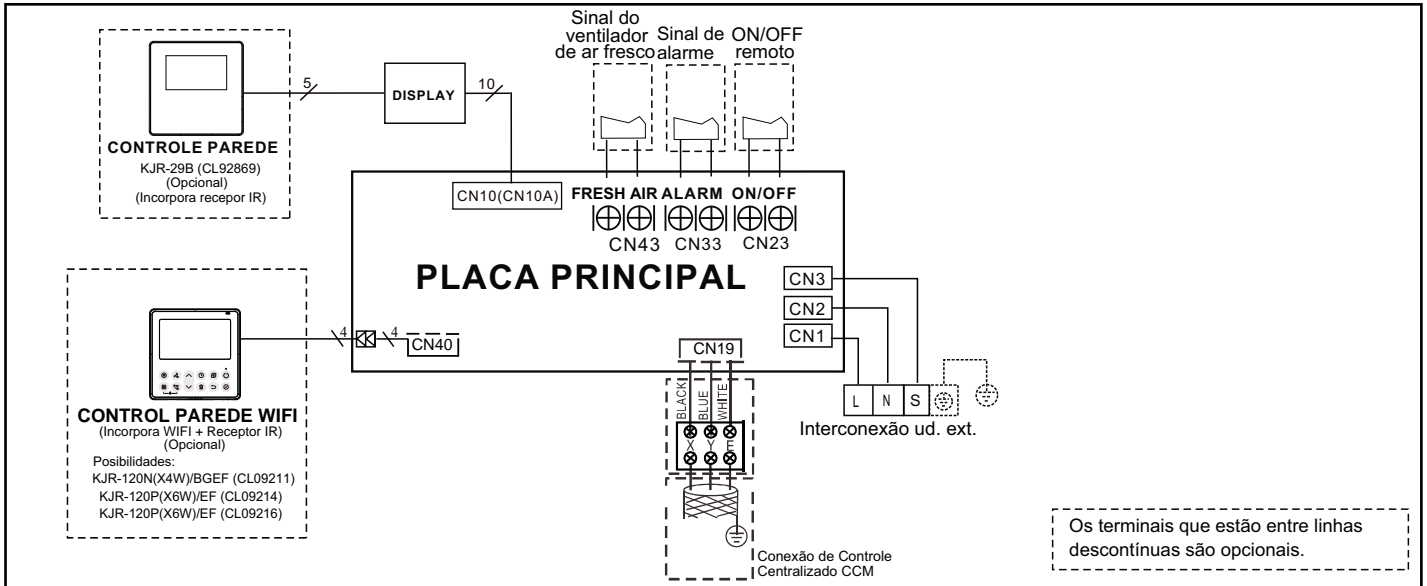 Sinal do
ventilador
de ar fresco
Sinal de
alarme
ON/OFF
remoto
5
DISPLAY
10
CONTROLE PAREDE
KJR-29B (CL92869)
(Opcional)
(Incorpora recepor IR)
CN10(CN10A)
FRESH AIR
ALARM
ON/OFF
CN43
CN33
CN23
PLACA PRINCIPAL
CN3
CN2
CN1
4
4
CN40
CN19
BLACK
BLUE
WHITE
X
Y
E
L
N
S
Interconexão ud. ext.
CONTROL PAREDE WIFI
(Incorpora WIFI + Receptor IR)
(Opcional)
Posibilidades:
KJR-120N(X4W)/BGEF (CL09211)
KJR-120P(X6W)/EF (CL09214)
KJR-120P(X6W)/EF (CL09216)
Conexão de Controle
Centralizado CCM
Os terminais que estão entre linhas
descontínuas são opcionais.